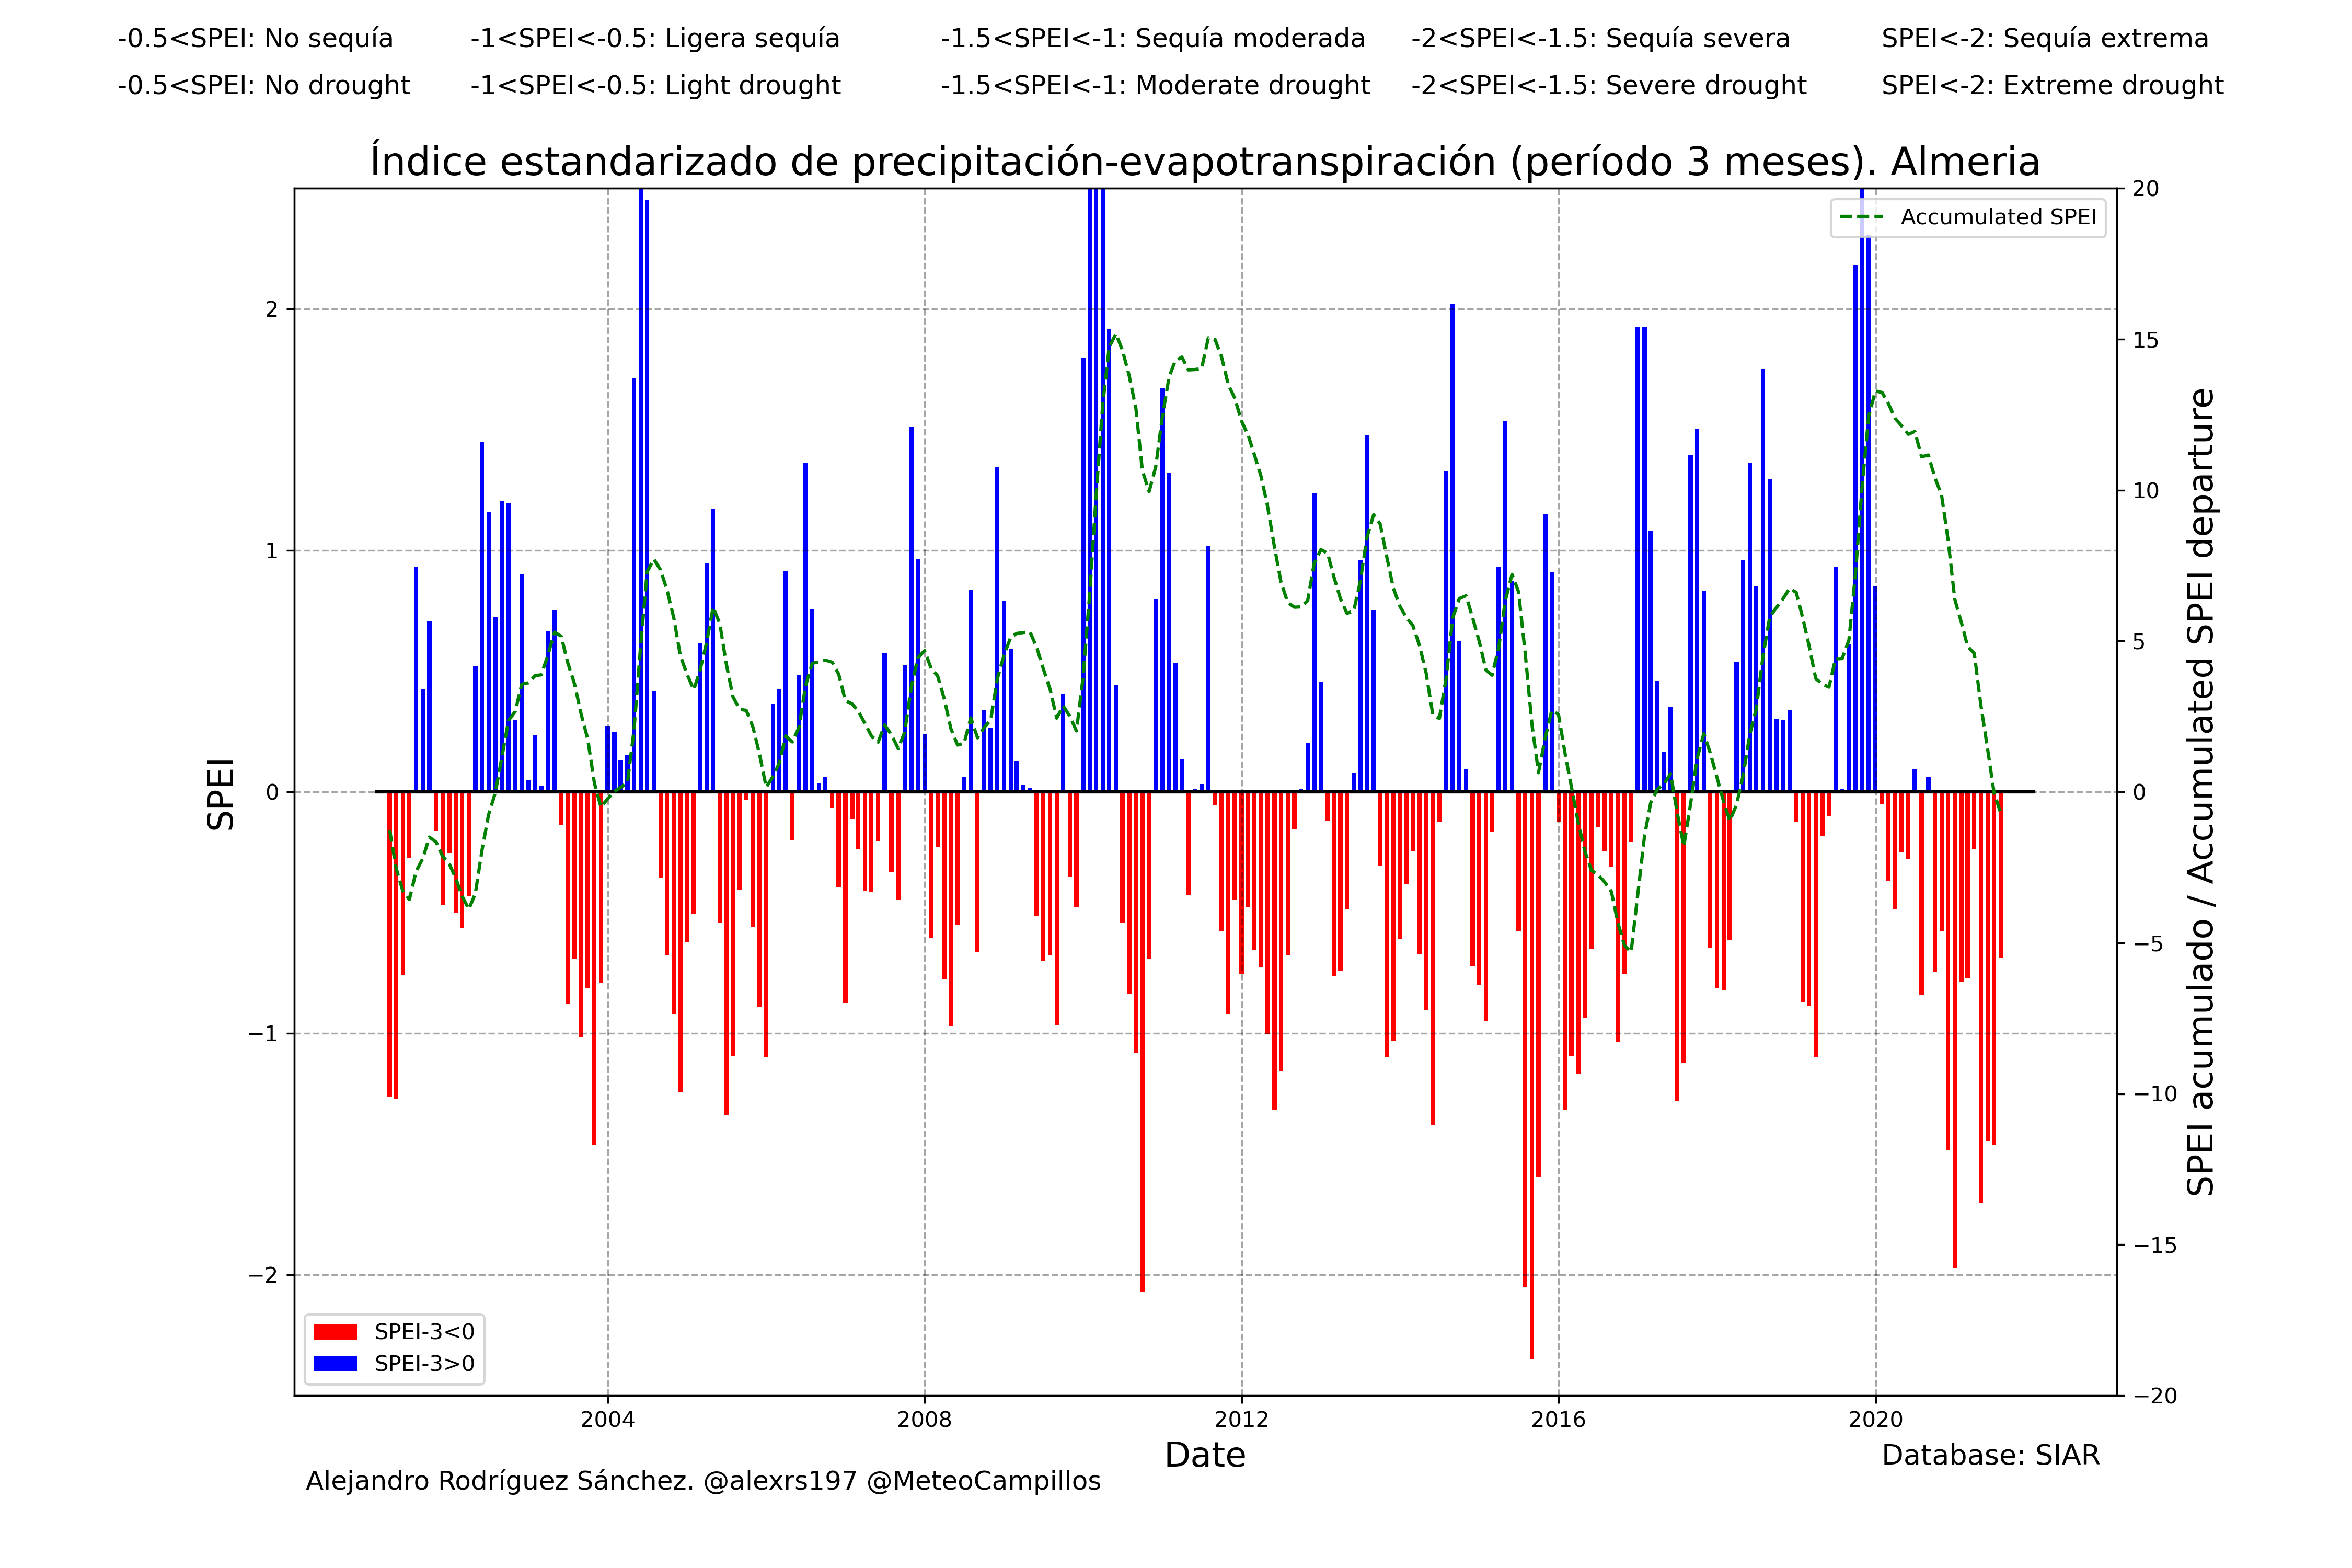 -0.5<SPEI: No sequía -1<SPEI<-0.5: Ligera sequía -1.5<SPEI<-1: Sequía moderada -2<SPEI<-1.5: Sequía severa SPEI<-2: Sequía extrema
-0.5<SPEI: No drought -1<SPEI<-0.5: Light drought -1.5<SPEI<-1: Moderate drought -2<SPEI<-1.5: Severe drought SPEI<-2: Extreme drought
Índice estandarizado de precipitación-evapotranspiración (período 3 meses). Almeria
Accumulated SPEI
SPEI
2
1
0
−1
−2
20
15
10
5
0
−5
−10
−15
−20
SPEI acumulado / Accumulated SPEI departure
SPEI-3<0
SPEI-3>0
2004 2008 2012 2016 2020
Date
Database: SIAR
Alejandro Rodríguez Sánchez. @alexrs197 @MeteoCampillos